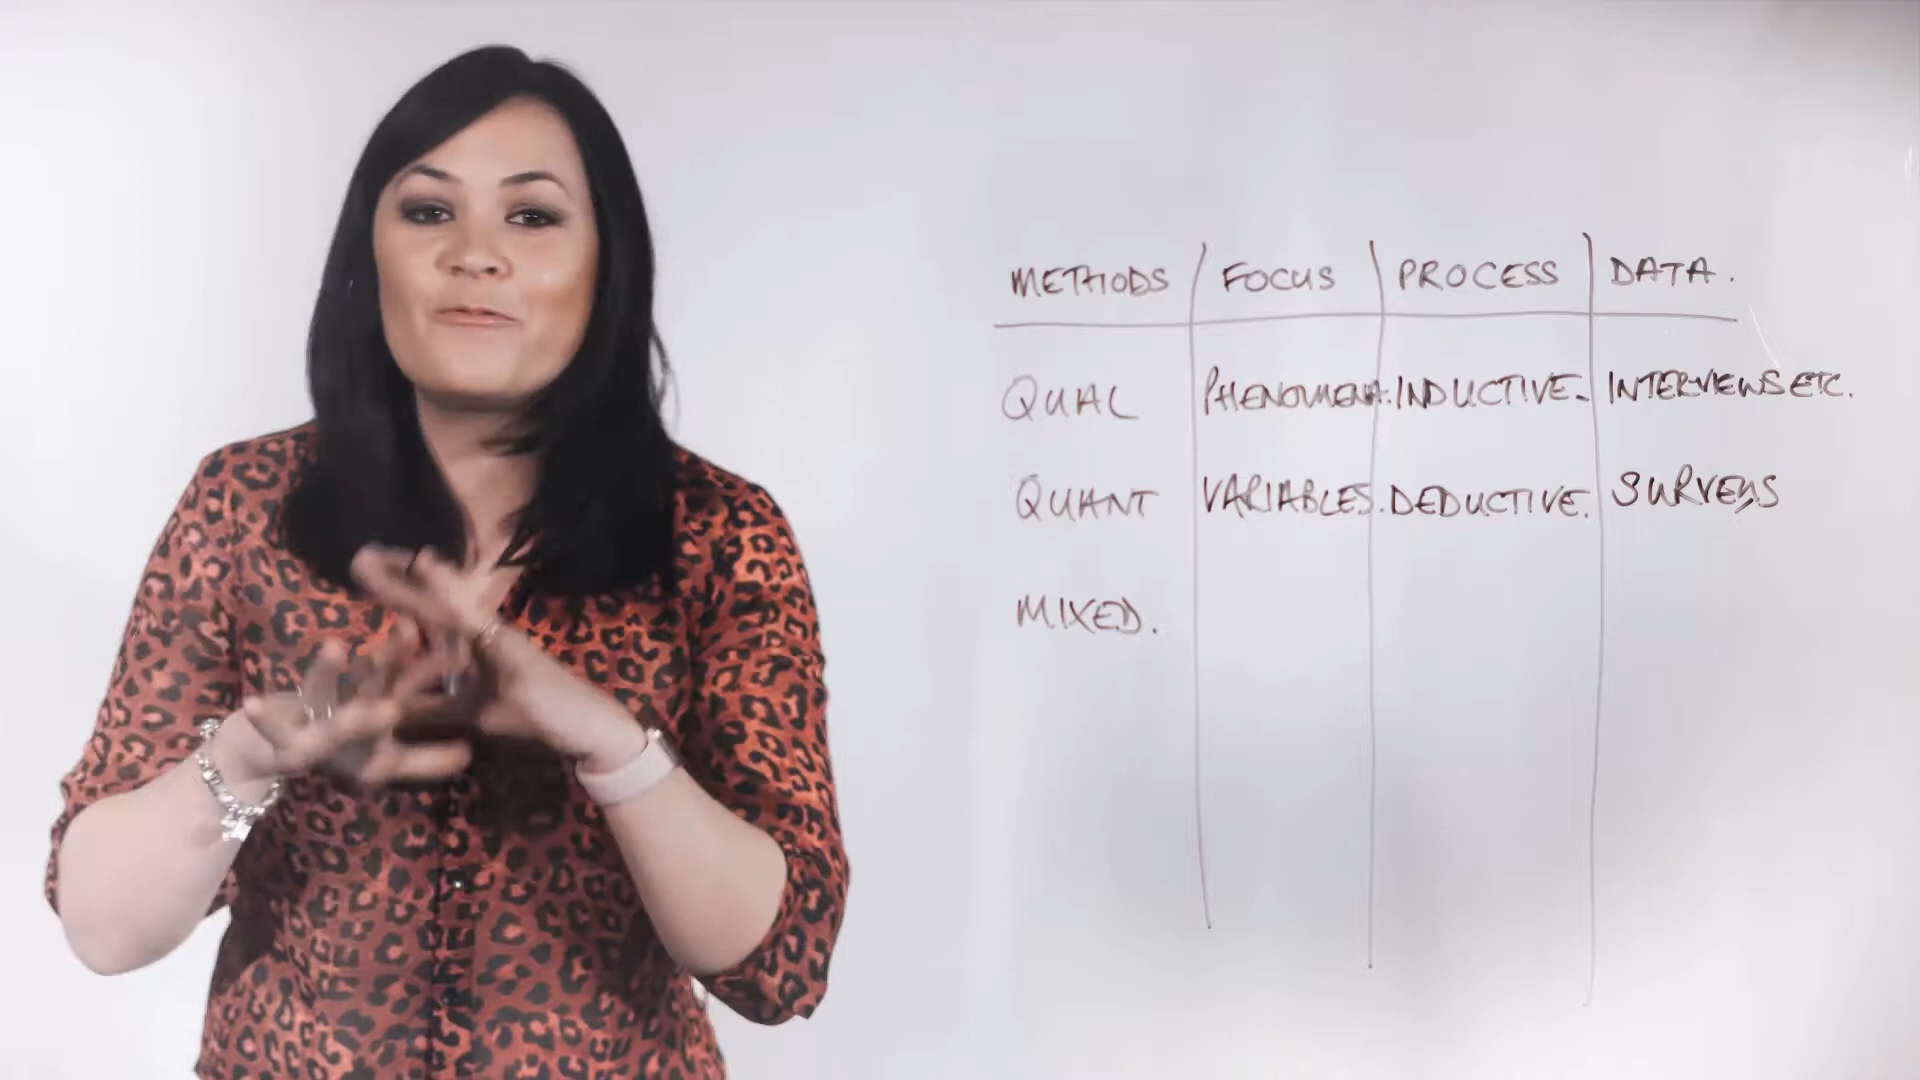 METHODS FOCUS PROCESS DATA.
QUAL PHENOMENA. INDUCTIVE. INTERVIEWS ETC.
QUANT VARIABLES. DEDUCTIVE. SURVEYS
MIXED.